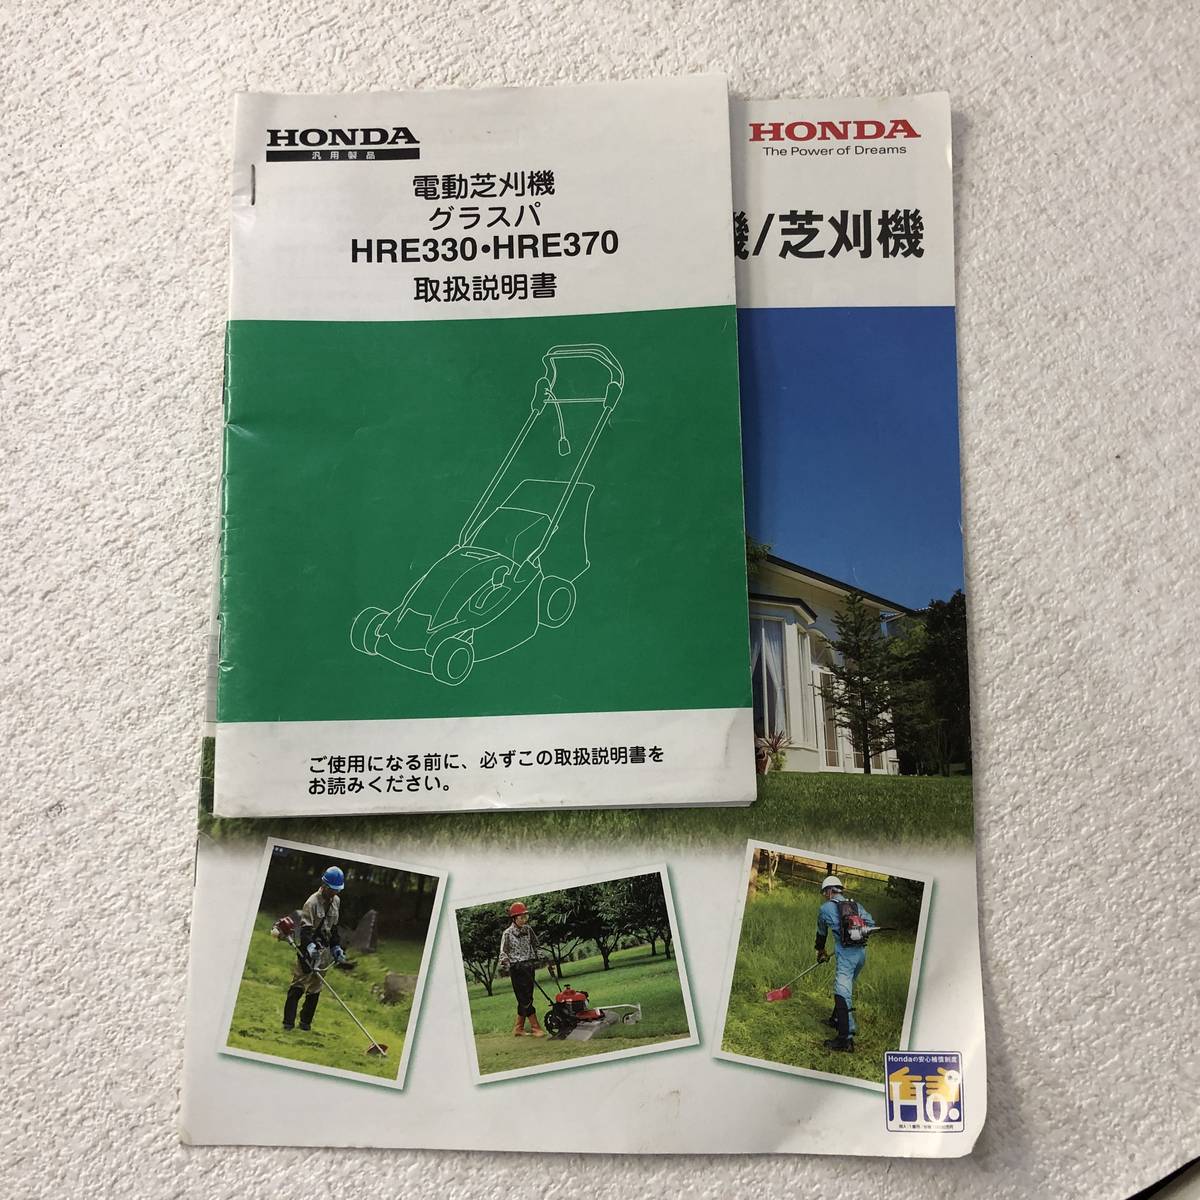 HONDA
汎用製品
電動芝刈機
グラスパ
HRE330・HRE370
取扱説明書
ご使用になる前に、必ずこの取扱説明書を
お読みください。
HONDA
The Power of Dreams
機/芝刈機
Hondaの安心補償制度
Ho!